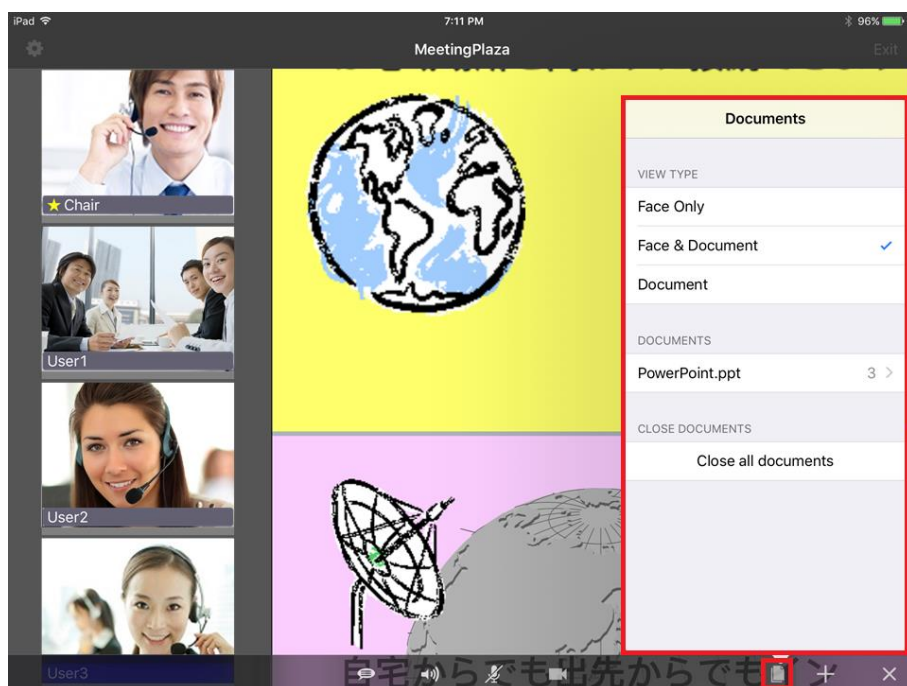 iPad 7:11 PM 96%
MeetingPlaza Exit
Chair
User1
User2
User3
Documents
VIEW TYPE
Face Only
Face & Document
Document
DOCUMENTS
PowerPoint.ppt 3
CLOSE DOCUMENTS
Close all documents
自宅からでも出先からでも